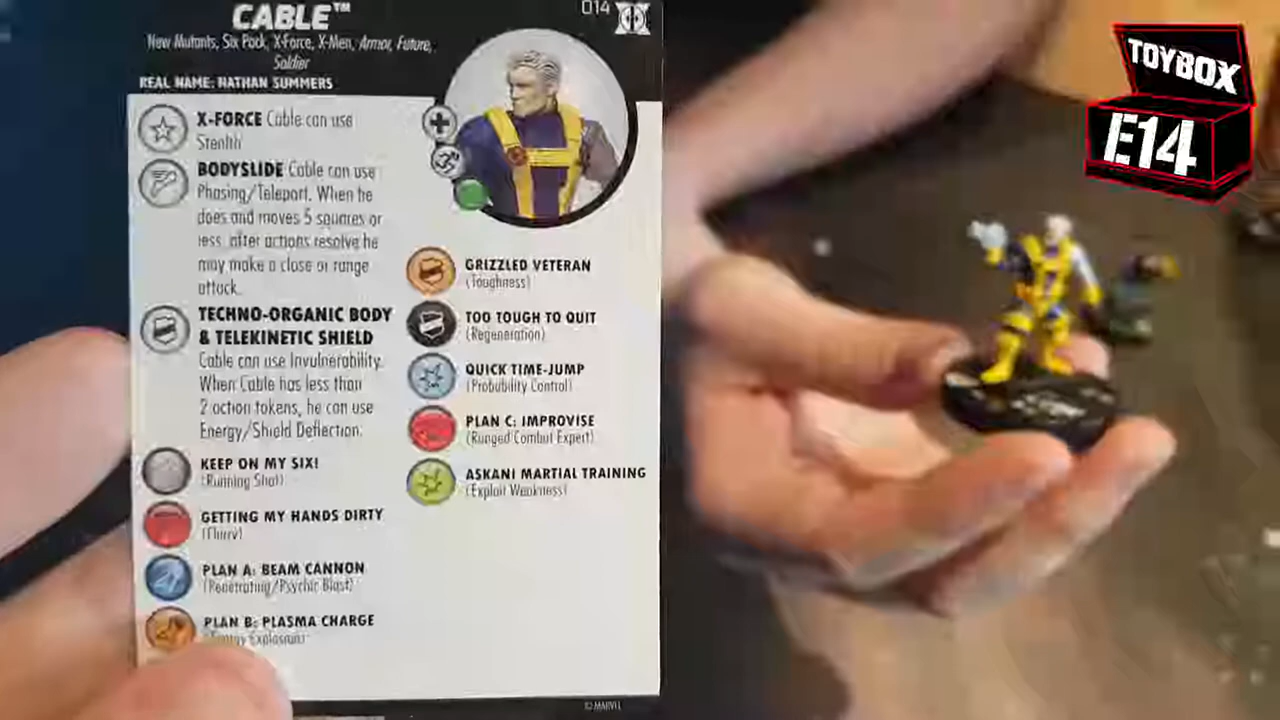 CABLE™
014
New Mutants, Six Pack, X-Force, X-Men, Armor, Future,
Soldier
REAL NAME: NATHAN SUMMERS
X-FORCE Cable can use
Stealth
BODYSLIDE Cable can use
Phasing/Teleport. When he
does and moves 5 squares or
less, after actions resolve he
may make a close or range
attack.
TECHNO-ORGANIC BODY
& TELEKINETIC SHIELD
Cable can use Invulnerability.
When Cable has less than
2 action tokens, he can use
Energy/Shield Deflection.
KEEP ON MY SIX!
(Running Shot)
GETTING MY HANDS DIRTY
(Flurry)
PLAN A: BEAM CANNON
(Penetrating/Psychic Blast)
PLAN B: PLASMA CHARGE
(Energy Explosion)
GRIZZLED VETERAN
(Toughness)
TOO TOUGH TO QUIT
(Regeneration)
QUICK TIME-JUMP
(Probability Control)
PLAN C: IMPROVISE
(Ranged Combat Expert)
ASKANI MARTIAL TRAINING
(Exploit Weakness)
© MARVEL
TOYBOX
E14